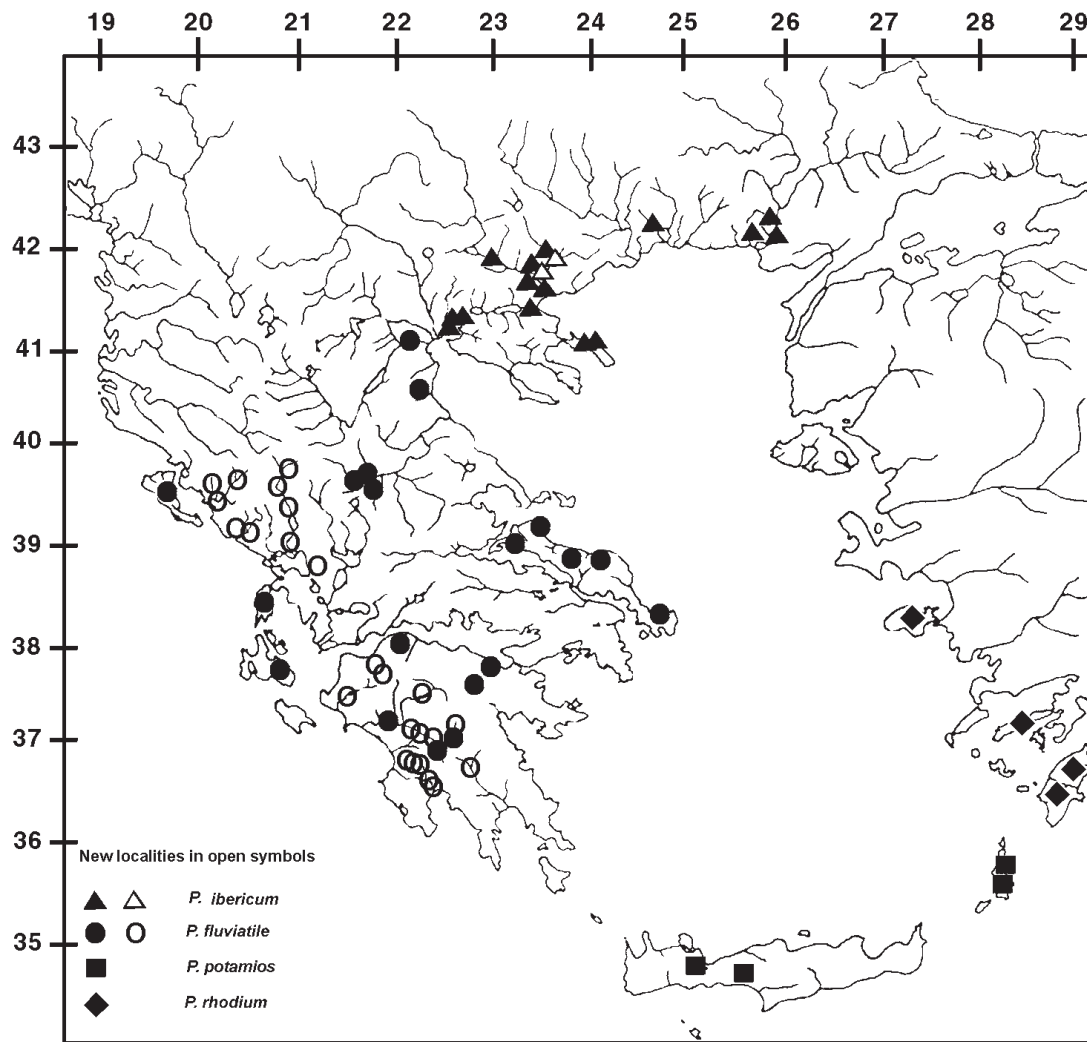 19 20 21 22 23 24 25 26 27 28 29
43
42
41
40
39
38
37
36
35
New localities in open symbols
P. ibericum
P. fluviatile
P. potamios
P. rhodium